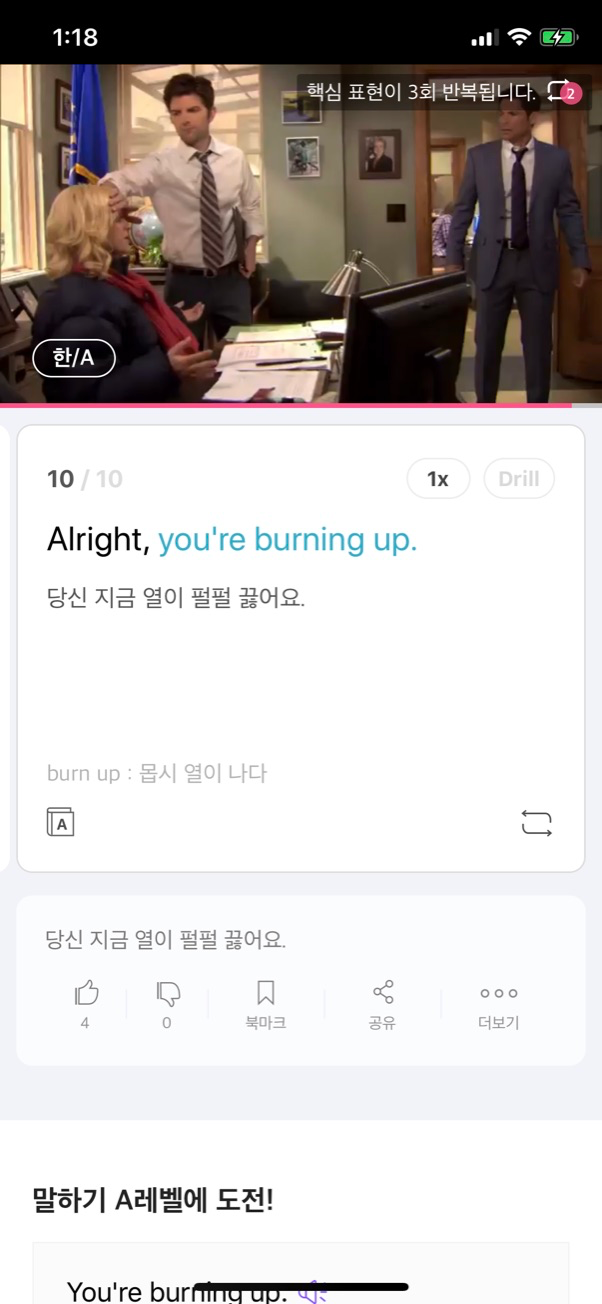 1:18
핵심 표현이 3회 반복됩니다. 2
한/A
10 / 10 1x Drill
Alright, you're burning up.
당신 지금 열이 펄펄 끓어요.
burn up : 몹시 열이 나다
A
당신 지금 열이 펄펄 끓어요.
4 0 북마크 공유 더보기
말하기 A레벨에 도전!
You're burning up.